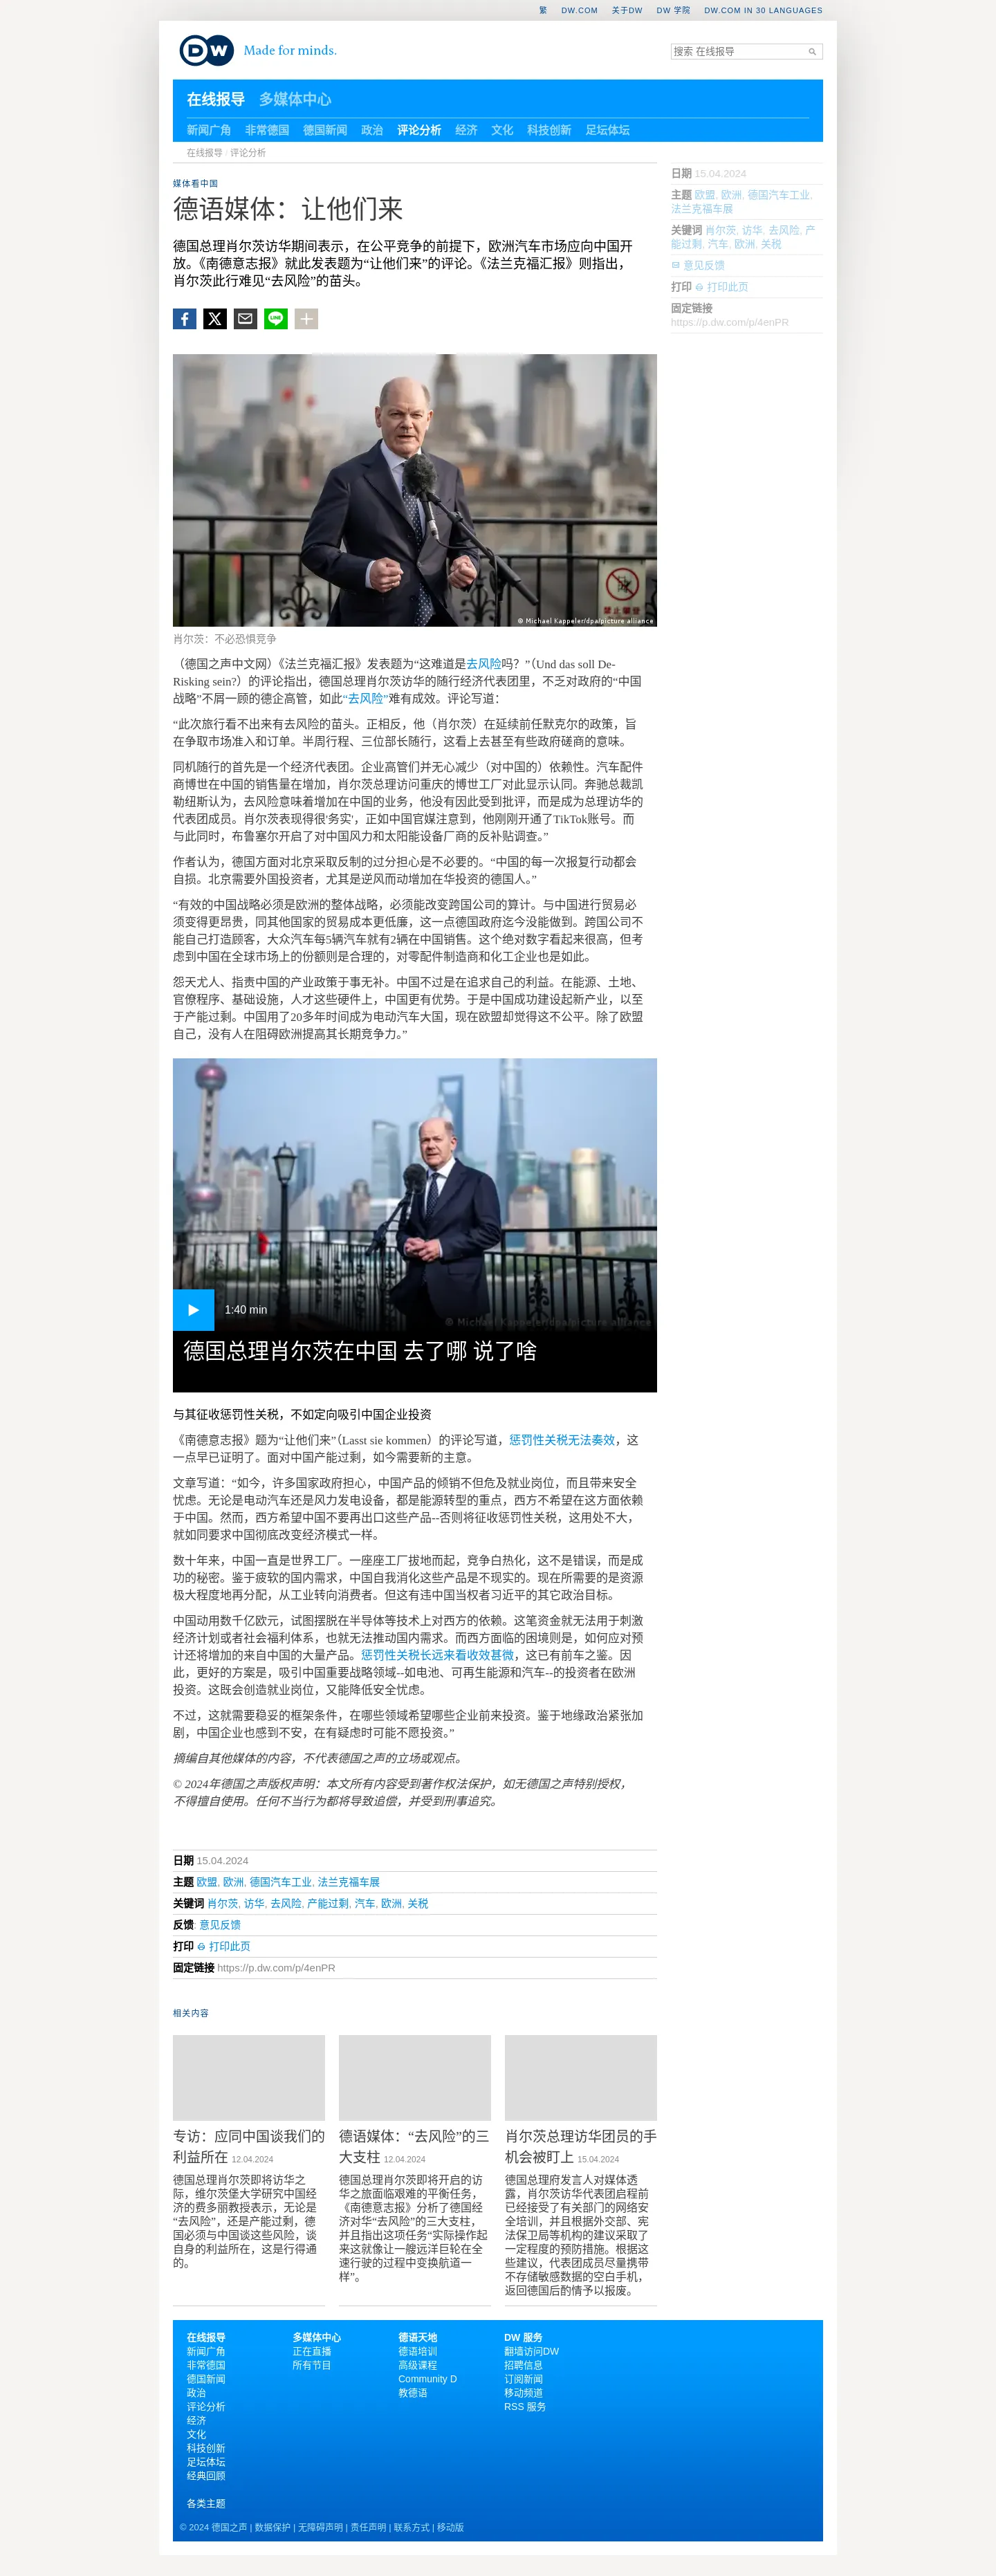 繁 DW.COM 关于DW DW 学院 DW.COM IN 30 LANGUAGES
DW Made for minds.
搜索 在线报导
在线报导 多媒体中心
新闻广角 非常德国 德国新闻 政治 评论分析 经济 文化 科技创新 足坛体坛
在线报导 / 评论分析
媒体看中国
德语媒体：让他们来
德国总理肖尔茨访华期间表示，在公平竞争的前提下，欧洲汽车市场应向中国开
放。《南德意志报》就此发表题为“让他们来”的评论。《法兰克福汇报》则指出，
肖尔茨此行难见“去风险”的苗头。
日期 15.04.2024
主题 欧盟, 欧洲, 德国汽车工业,
法兰克福车展
关键词 肖尔茨, 访华, 去风险, 产
能过剩, 汽车, 欧洲, 关税
意见反馈
打印 打印此页
固定链接
https://p.dw.com/p/4enPR
LINE
禁止攀登
© Michael Kappeler/dpa/picture alliance
肖尔茨：不必恐惧竞争
（德国之声中文网）《法兰克福汇报》发表题为“这难道是去风险吗？”（Und das soll De-
Risking sein?）的评论指出，德国总理肖尔茨访华的随行经济代表团里，不乏对政府的“中国
战略”不屑一顾的德企高管，如此“去风险”难有成效。评论写道：
“此次旅行看不出来有去风险的苗头。正相反，他（肖尔茨）在延续前任默克尔的政策，旨
在争取市场准入和订单。半周行程、三位部长随行，这看上去甚至有些政府磋商的意味。
同机随行的首先是一个经济代表团。企业高管们并无心减少（对中国的）依赖性。汽车配件
商博世在中国的销售量在增加，肖尔茨总理访问重庆的博世工厂对此显示认同。奔驰总裁凯
勒纽斯认为，去风险意味着增加在中国的业务，他没有因此受到批评，而是成为总理访华的
代表团成员。肖尔茨表现得很'务实'，正如中国官媒注意到，他刚刚开通了TikTok账号。而
与此同时，布鲁塞尔开启了对中国风力和太阳能设备厂商的反补贴调查。”
作者认为，德国方面对北京采取反制的过分担心是不必要的。“中国的每一次报复行动都会
自损。北京需要外国投资者，尤其是逆风而动增加在华投资的德国人。”
“有效的中国战略必须是欧洲的整体战略，必须能改变跨国公司的算计。与中国进行贸易必
须变得更昂贵，同其他国家的贸易成本更低廉，这一点德国政府迄今没能做到。跨国公司不
能自己打造顾客，大众汽车每5辆汽车就有2辆在中国销售。这个绝对数字看起来很高，但考
虑到中国在全球市场上的份额则是合理的，对零配件制造商和化工企业也是如此。
怨天尤人、指责中国的产业政策于事无补。中国不过是在追求自己的利益。在能源、土地、
官僚程序、基础设施，人才这些硬件上，中国更有优势。于是中国成功建设起新产业，以至
于产能过剩。中国用了20多年时间成为电动汽车大国，现在欧盟却觉得这不公平。除了欧盟
自己，没有人在阻碍欧洲提高其长期竞争力。”
© Michael Kappeler/dpa/picture alliance
1:40 min
德国总理肖尔茨在中国 去了哪 说了啥
与其征收惩罚性关税，不如定向吸引中国企业投资
《南德意志报》题为“让他们来”（Lasst sie kommen）的评论写道，惩罚性关税无法奏效，这
一点早已证明了。面对中国产能过剩，如今需要新的主意。
文章写道：“如今，许多国家政府担心，中国产品的倾销不但危及就业岗位，而且带来安全
忧虑。无论是电动汽车还是风力发电设备，都是能源转型的重点，西方不希望在这方面依赖
于中国。然而，西方希望中国不要再出口这些产品--否则将征收惩罚性关税，这用处不大，
就如同要求中国彻底改变经济模式一样。
数十年来，中国一直是世界工厂。一座座工厂拔地而起，竞争白热化，这不是错误，而是成
功的秘密。鉴于疲软的国内需求，中国自我消化这些产品是不现实的。现在所需要的是资源
极大程度地再分配，从工业转向消费者。但这有违中国当权者习近平的其它政治目标。
中国动用数千亿欧元，试图摆脱在半导体等技术上对西方的依赖。这笔资金就无法用于刺激
经济计划或者社会福利体系，也就无法推动国内需求。而西方面临的困境则是，如何应对预
计还将增加的来自中国的大量产品。惩罚性关税长远来看收效甚微，这已有前车之鉴。因
此，更好的方案是，吸引中国重要战略领域--如电池、可再生能源和汽车--的投资者在欧洲
投资。这既会创造就业岗位，又能降低安全忧虑。
不过，这就需要稳妥的框架条件，在哪些领域希望哪些企业前来投资。鉴于地缘政治紧张加
剧，中国企业也感到不安，在有疑虑时可能不愿投资。”
摘编自其他媒体的内容，不代表德国之声的立场或观点。
© 2024年德国之声版权声明：本文所有内容受到著作权法保护，如无德国之声特别授权，
不得擅自使用。任何不当行为都将导致追偿，并受到刑事追究。
日期 15.04.2024
主题 欧盟, 欧洲, 德国汽车工业, 法兰克福车展
关键词 肖尔茨, 访华, 去风险, 产能过剩, 汽车, 欧洲, 关税
反馈: 意见反馈
打印 打印此页
固定链接 https://p.dw.com/p/4enPR
相关内容
专访：应同中国谈我们的
利益所在 12.04.2024
德国总理肖尔茨即将访华之
际，维尔茨堡大学研究中国经
济的费多丽教授表示，无论是
“去风险”，还是产能过剩，德
国必须与中国谈这些风险，谈
自身的利益所在，这是行得通
的。
德语媒体：“去风险”的三
大支柱 12.04.2024
德国总理肖尔茨即将开启的访
华之旅面临艰难的平衡任务，
《南德意志报》分析了德国经
济对华“去风险”的三大支柱，
并且指出这项任务“实际操作起
来这就像让一艘远洋巨轮在全
速行驶的过程中变换航道一
样”。
肖尔茨总理访华团员的手
机会被盯上 15.04.2024
德国总理府发言人对媒体透
露，肖尔茨访华代表团启程前
已经接受了有关部门的网络安
全培训，并且根据外交部、宪
法保卫局等机构的建议采取了
一定程度的预防措施。根据这
些建议，代表团成员尽量携带
不存储敏感数据的空白手机，
返回德国后酌情予以报废。
在线报导
新闻广角
非常德国
德国新闻
政治
评论分析
经济
文化
科技创新
足坛体坛
经典回顾
各类主题
多媒体中心
正在直播
所有节目
德语天地
德语培训
高级课程
Community D
教德语
DW 服务
翻墙访问DW
招聘信息
订阅新闻
移动频道
RSS 服务
© 2024 德国之声 | 数据保护 | 无障碍声明 | 责任声明 | 联系方式 | 移动版